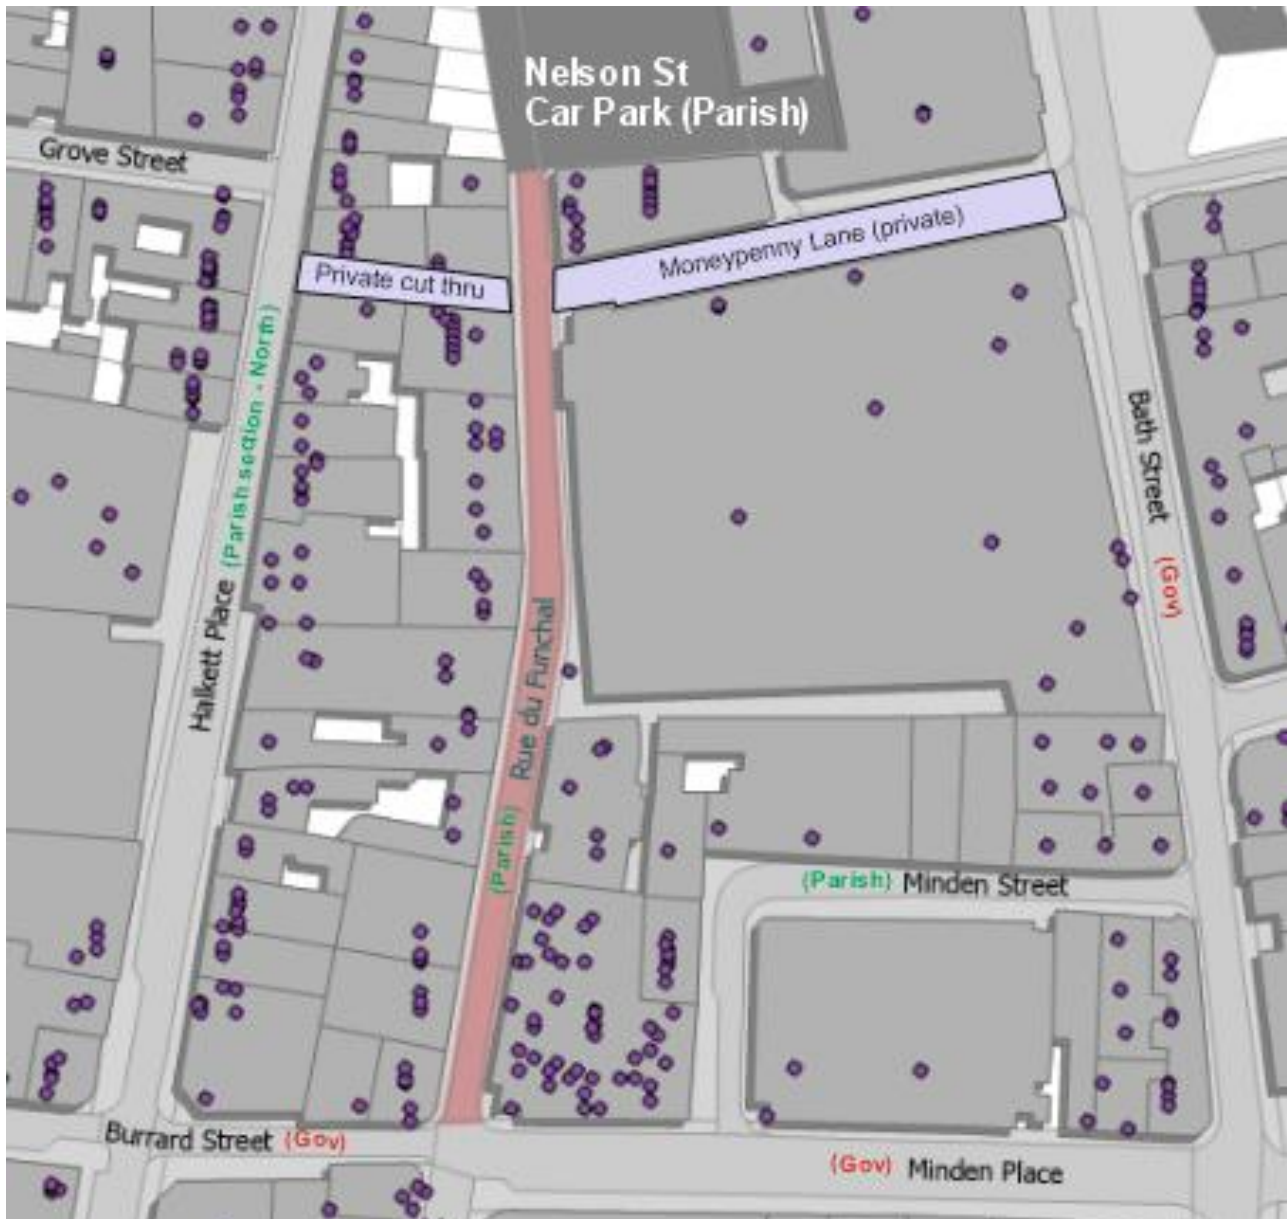 Nelson St
Car Park (Parish)
Grove Street
Moneypenny Lane (private)
Private cut thru
Halkett Place (Parish section - North)
Bath Street (Gov)
(Parish) Rue du Funchal
(Parish) Minden Street
Burrard Street (Gov)
(Gov) Minden Place